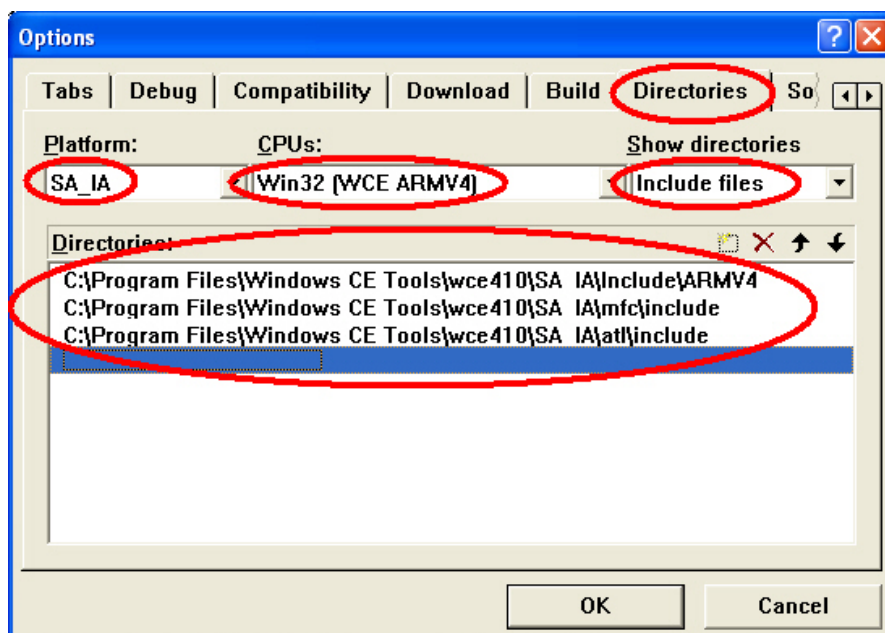 Options
Tabs Debug Compatibility Download Build Directories So
Platform: CPUs: Show directories
SA_IA Win32 (WCE ARMV4) Include files
Directories:
C:\Program Files\Windows CE Tools\wce410\SA_IA\Include\ARMV4
C:\Program Files\Windows CE Tools\wce410\SA_IA\mfc\include
C:\Program Files\Windows CE Tools\wce410\SA_IA\atl\include
OK Cancel